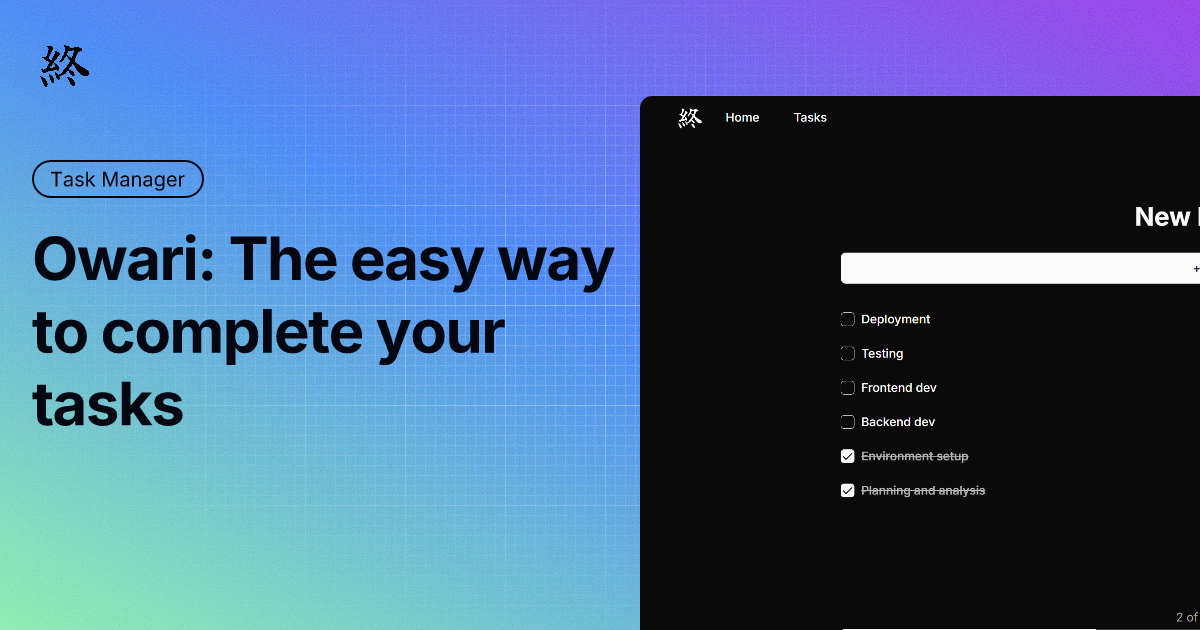 終
Task Manager
Owari: The easy way
to complete your
tasks
終 Home Tasks
New
+
Deployment
Testing
Frontend dev
Backend dev
Environment setup
Planning and analysis
2 of